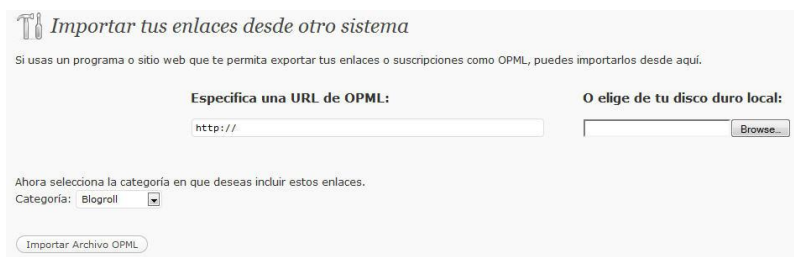 Importar tus enlaces desde otro sistema
Si usas un programa o sitio web que te permita exportar tus enlaces o suscripciones como OPML, puedes importarlos desde aquí.
Especifica una URL de OPML:
O elige de tu disco duro local:
http://
Browse...
Ahora selecciona la categoría en que deseas incluir estos enlaces.
Categoría: Blogroll
Importar Archivo OPML